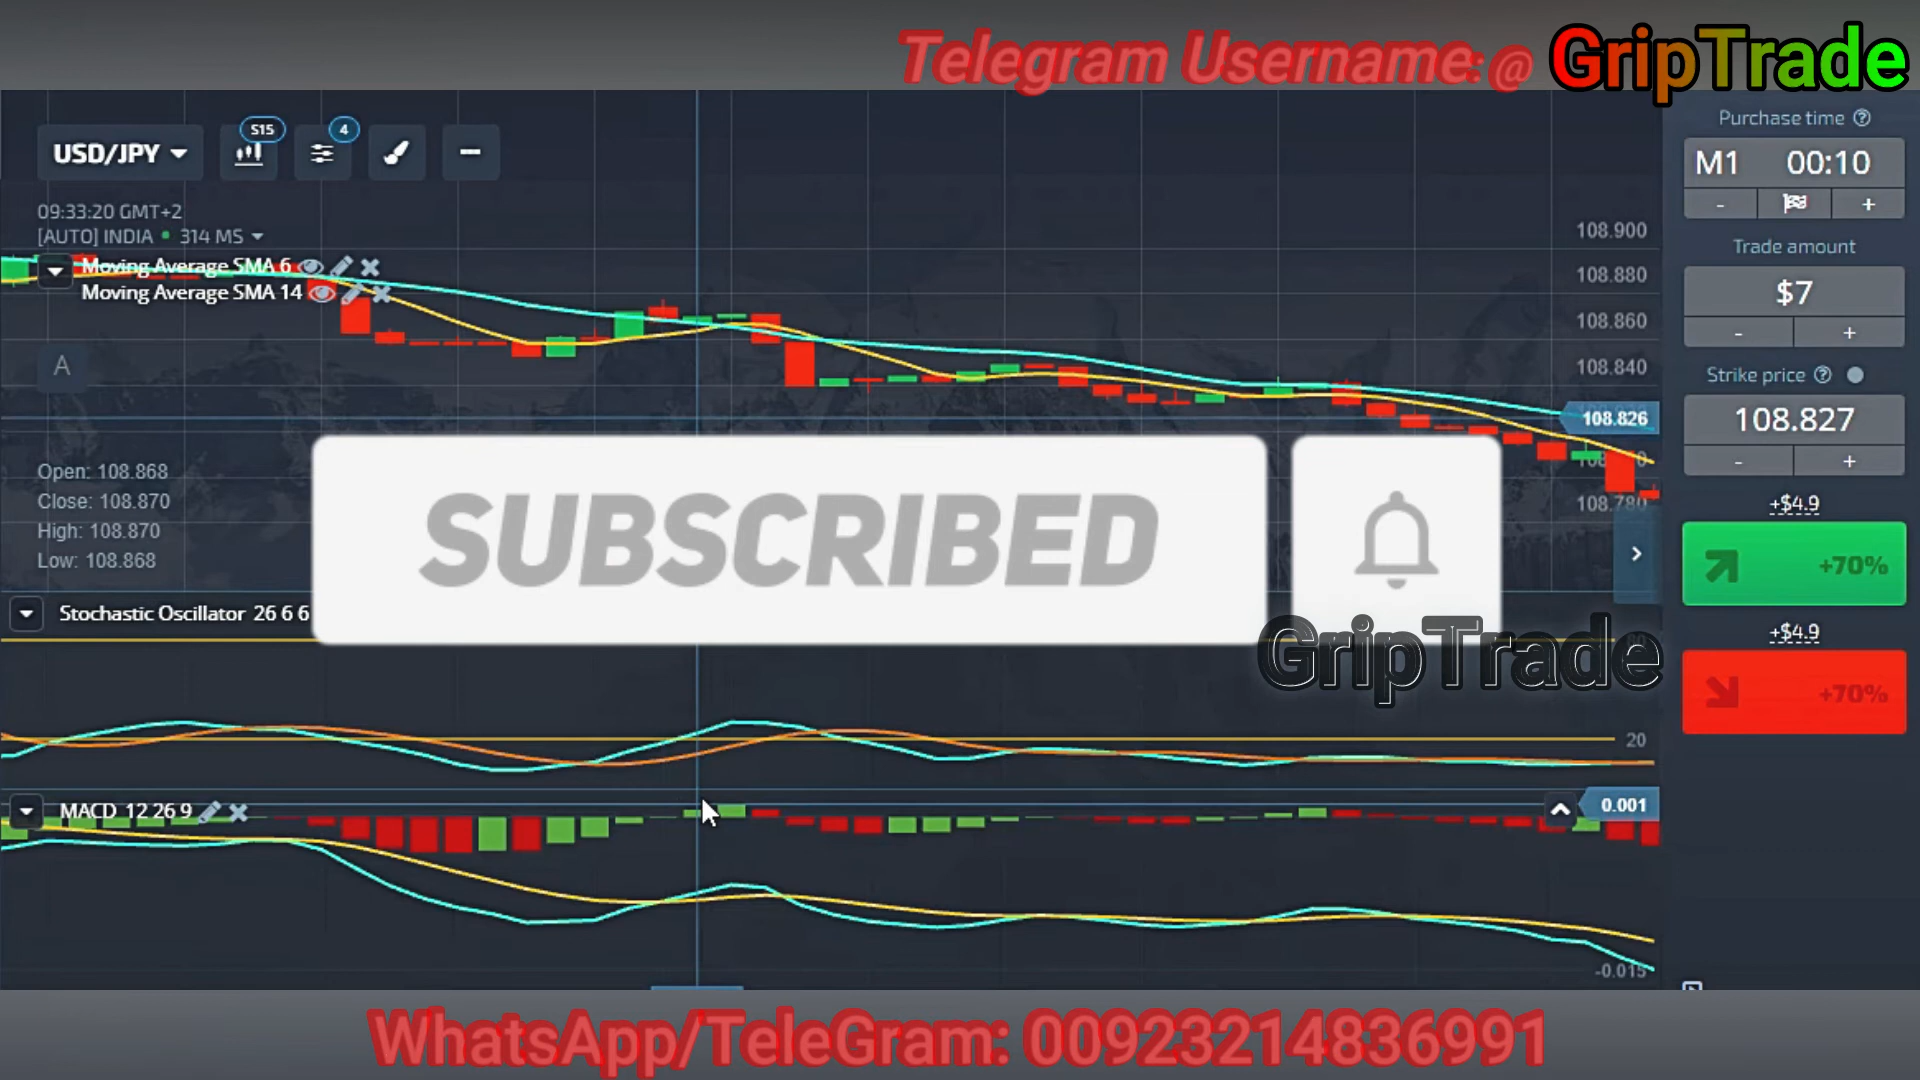 Telegram Username:@ GripTrade
Purchase time
USD/JPY
S15
4
M1 00:10
- +
09:33:20 GMT+2
[AUTO] INDIA • 314 MS
Trade amount
108.900
Moving Average SMA 6
Moving Average SMA 14
108.880
$7
108.860
- +
A
108.840
Strike price
108.826
108.827
- +
Open: 108.868
Close: 108.870
High: 108.870
Low: 108.868
108.780
SUBSCRIBED
+$4.9
+70%
Stochastic Oscillator 26 6 6
+$4.9
GripTrade
+70%
20
MACD 12 26 9
0.001
-0.015
WhatsApp/TeleGram: 00923214836991